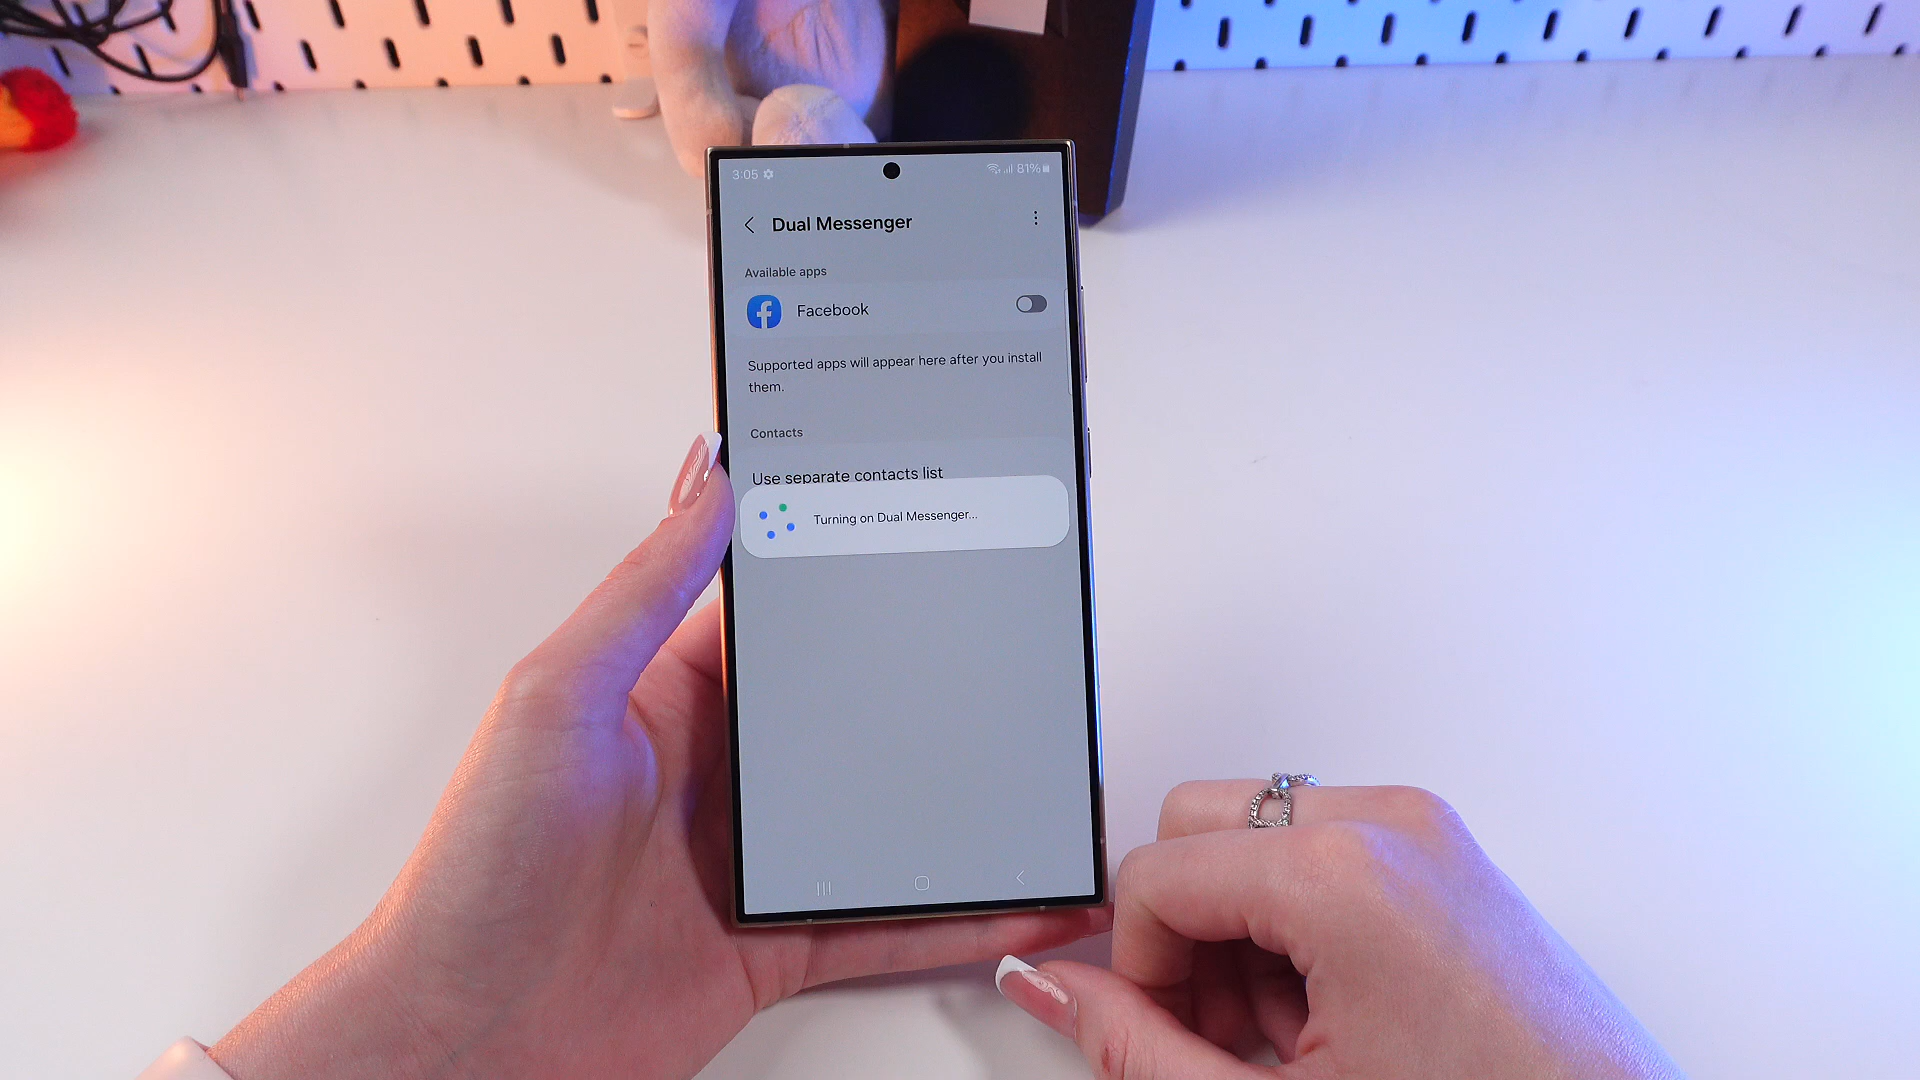 3:05
81%
Dual Messenger
Available apps
Facebook
Supported apps will appear here after you install
them.
Contacts
Use separate contacts list
Turning on Dual Messenger...